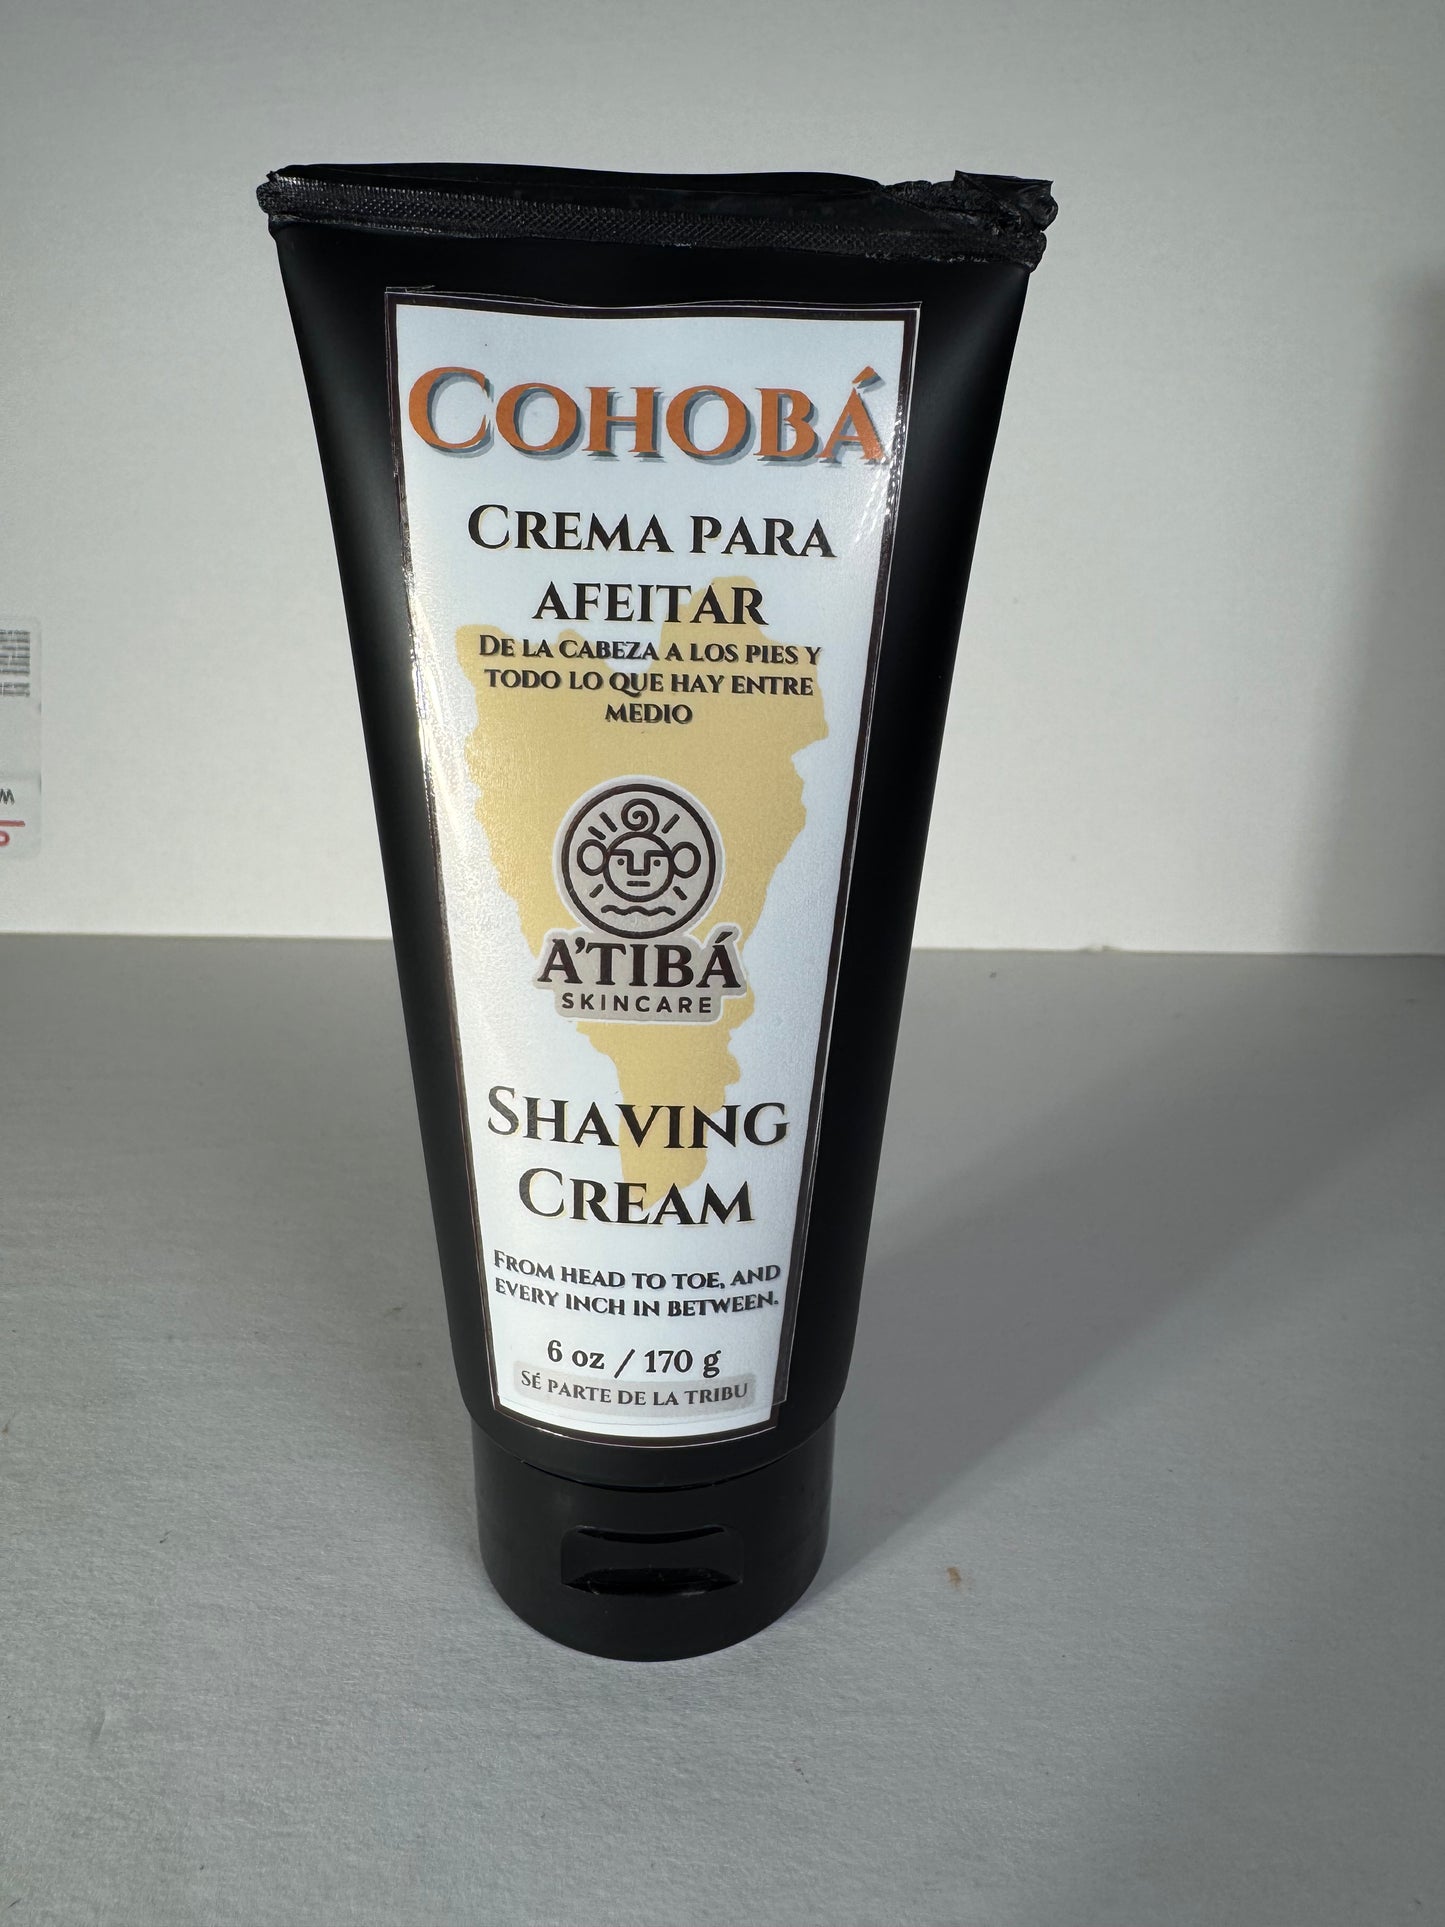 COHOBÁ
CREMA PARA
AFEITAR
DE LA CABEZA A LOS PIES Y
TODO LO QUE HAY ENTRE
MEDIO
A'TIBÁ
SKINCARE
SHAVING
CREAM
FROM HEAD TO TOE, AND
EVERY INCH IN BETWEEN.
6 oz / 170 g
SÉ PARTE DE LA TRIBU